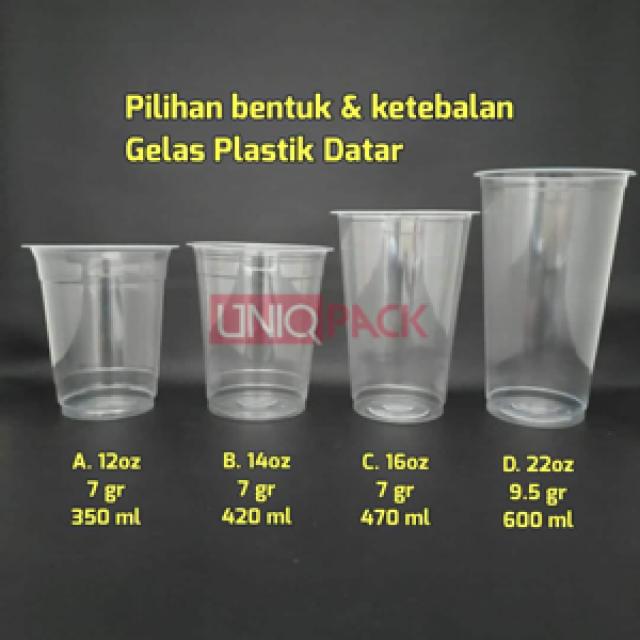 Pilihan bentuk & ketebalan
Gelas Plastik Datar
UNIQPACK
A. 12oz
7 gr
350 ml
B. 14oz
7 gr
420 ml
C. 16oz
7 gr
470 ml
D. 22oz
9.5 gr
600 ml